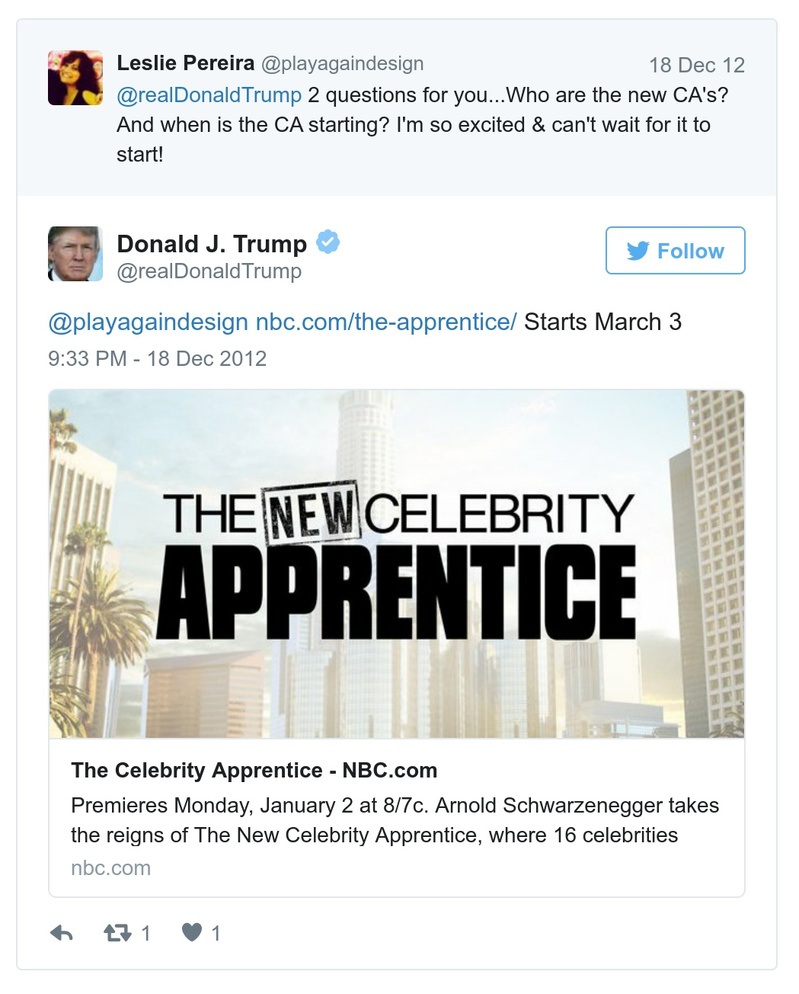 Leslie Pereira @playagaindesign 18 Dec 12
@realDonaldTrump 2 questions for you...Who are the new CA's?
And when is the CA starting? I'm so excited & can't wait for it to
start!
Donald J. Trump
@realDonaldTrump
Follow
@playagaindesign nbc.com/the-apprentice/ Starts March 3
9:33 PM - 18 Dec 2012
THE NEW CELEBRITY
APPRENTICE
The Celebrity Apprentice - NBC.com
Premieres Monday, January 2 at 8/7c. Arnold Schwarzenegger takes
the reigns of The New Celebrity Apprentice, where 16 celebrities
nbc.com
1 1